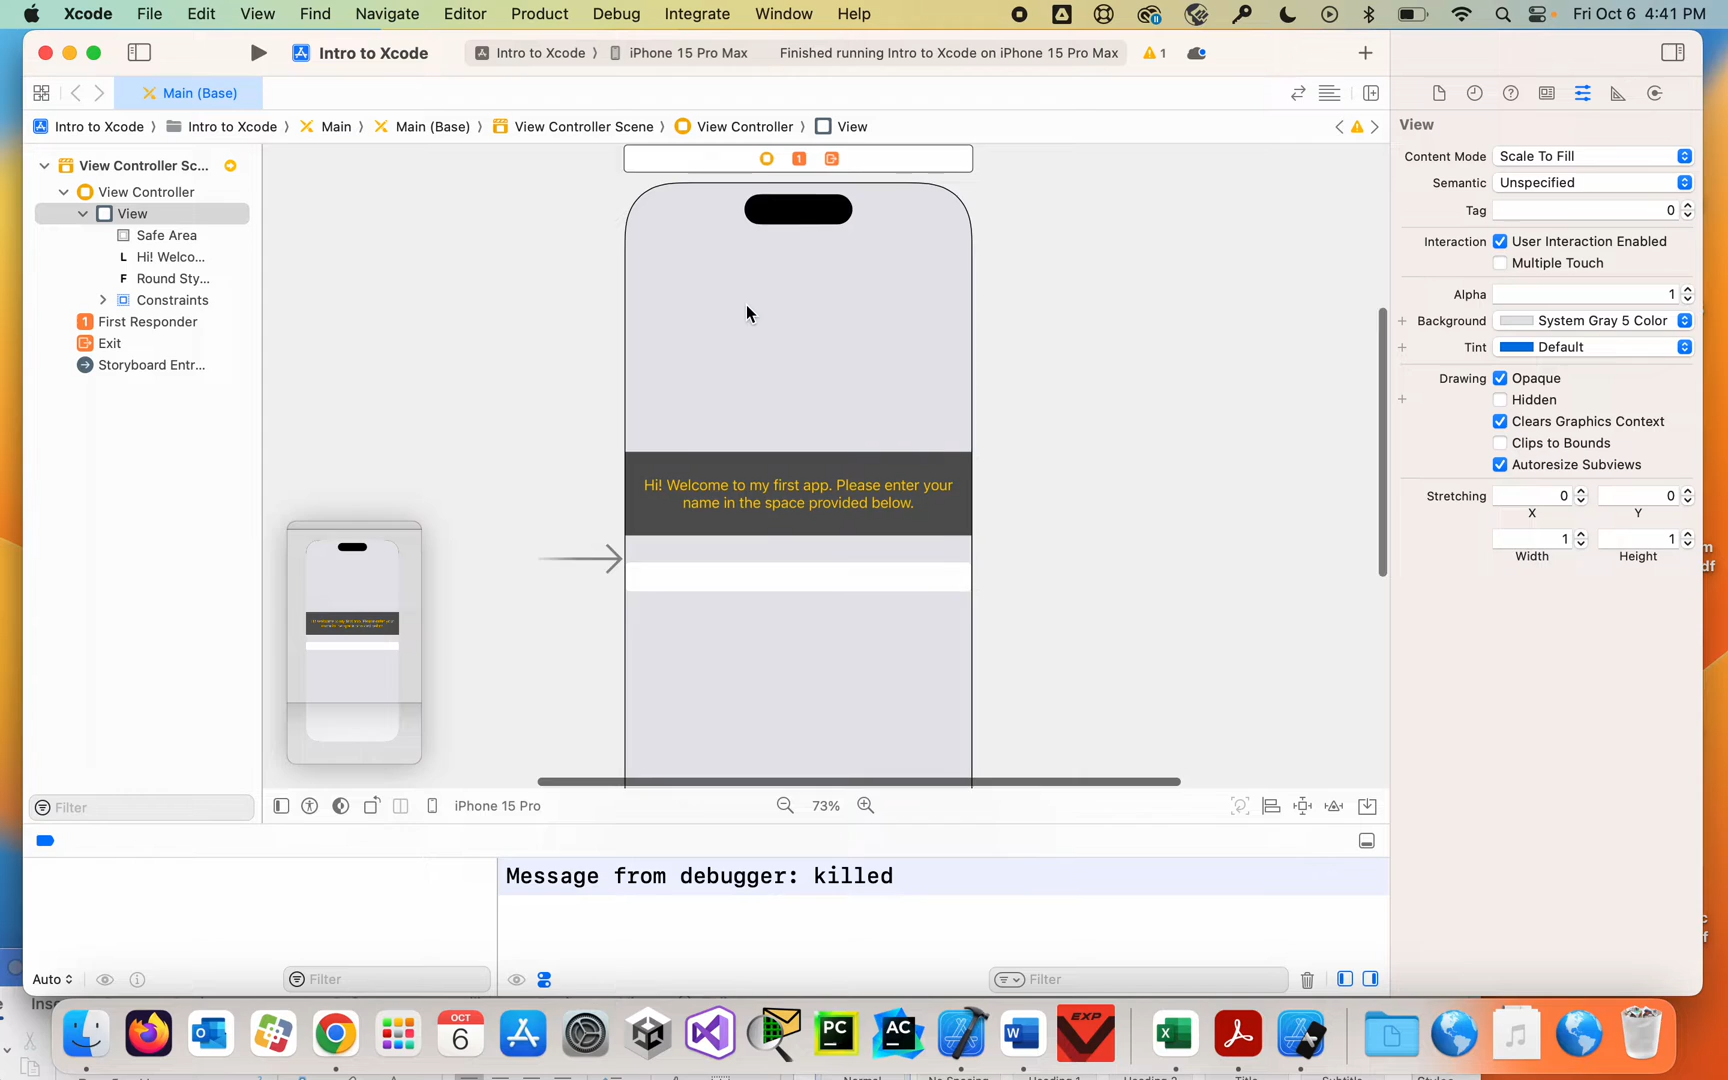 Xcode File Edit View Find Navigate Editor Product Debug Integrate Window Help Fri Oct 6 4:41 PM
Intro to Xcode Intro to Xcode 〉 iPhone 15 Pro Max Finished running Intro to Xcode on iPhone 15 Pro Max 1
Main (Base)
Intro to Xcode 〉 Intro to Xcode 〉 Main 〉 Main (Base) 〉 View Controller Scene 〉 View Controller 〉 View
View Controller Sc...
View Controller
View
Safe Area
L Hi! Welco...
F Round Sty...
Constraints
1 First Responder
Exit
Storyboard Entr...
Filter
1
Hi! Welcome to my first app. Please enter your
name in the space provided below.
iPhone 15 Pro 73%
View
Content Mode Scale To Fill
Semantic Unspecified
Tag 0
Interaction User Interaction Enabled
Multiple Touch
Alpha 1
Background System Gray 5 Color
Tint Default
Drawing Opaque
Hidden
Clears Graphics Context
Clips to Bounds
Autoresize Subviews
Stretching 0 0
X Y
1 1
Width Height
Message from debugger: killed
Auto Filter Filter
OCT
6
PC
AC
W
EXP
X